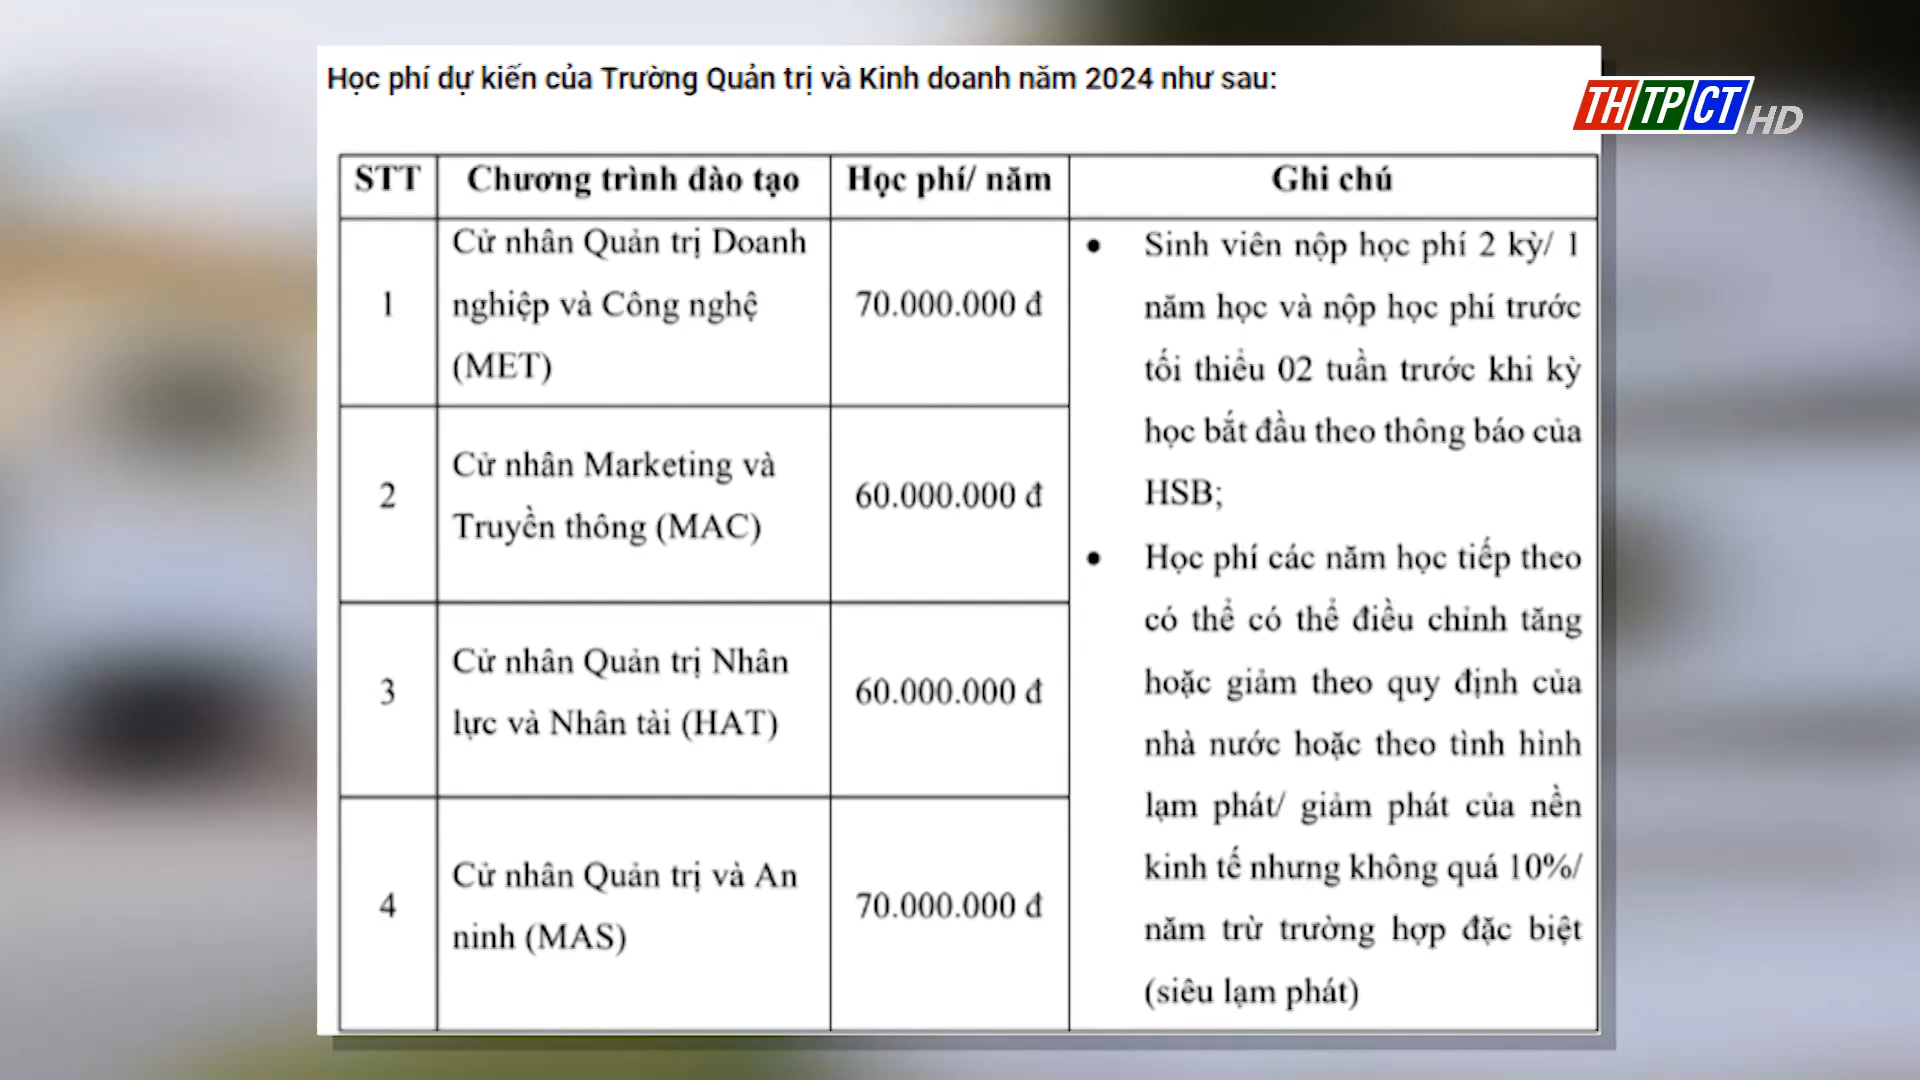 Học phí dự kiến của Trường Quản trị và Kinh doanh năm 2024 như sau:
THTPCT HD
STT Chương trình đào tạo Học phí/ năm Ghi chú
1
Cử nhân Quản trị Doanh
nghiệp và Công nghệ
(MET)
70.000.000 đ
2
Cử nhân Marketing và
Truyền thông (MAC)
60.000.000 đ
3
Cử nhân Quản trị Nhân
lực và Nhân tài (HAT)
60.000.000 đ
4
Cử nhân Quản trị và An
ninh (MAS)
70.000.000 đ
• Sinh viên nộp học phí 2 kỳ/ 1
năm học và nộp học phí trước
tối thiểu 02 tuần trước khi kỳ
học bắt đầu theo thông báo của
HSB;
• Học phí các năm học tiếp theo
có thể có thể điều chỉnh tăng
hoặc giảm theo quy định của
nhà nước hoặc theo tình hình
lạm phát/ giảm phát của nền
kinh tế nhưng không quá 10%/
năm trừ trường hợp đặc biệt
(siêu lạm phát)